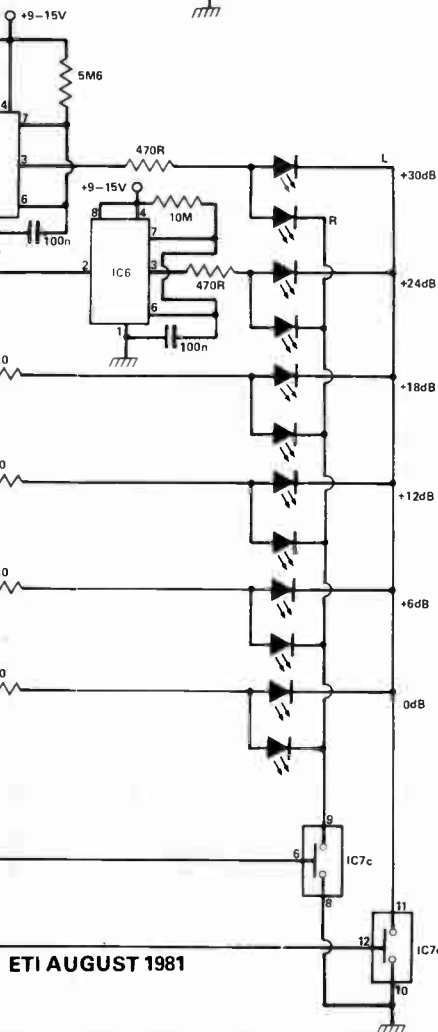 +9–15V
5M6
4
7
470R
L
3
+30dB
+9–15V
6
8
4
10M
R
100n
7
2
IC6
3
+24dB
470R
6
1
100n
+18dB
+12dB
+6dB
0dB
9
6
IC7c
8
11
12
ETI AUGUST 1981
10